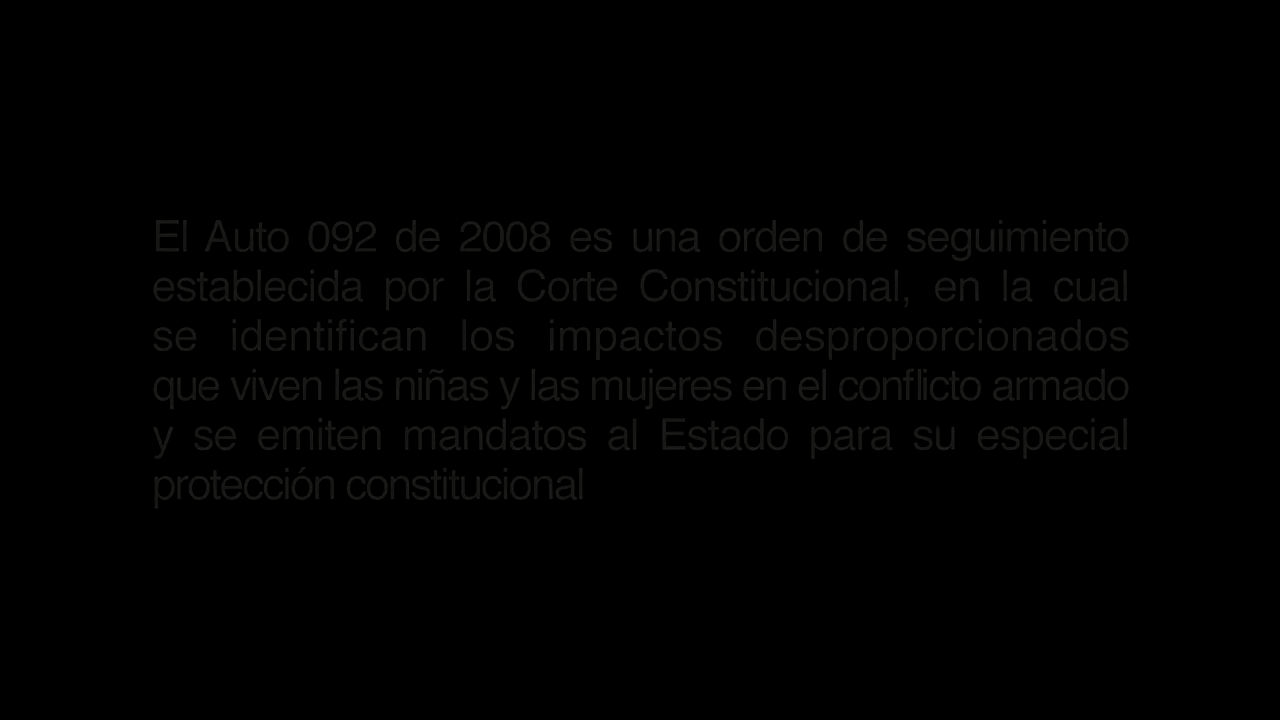 El Auto 092 de 2008 es una orden de seguimiento
establecida por la Corte Constitucional, en la cual
se identifican los impactos desproporcionados
que viven las niñas y las mujeres en el conflicto armado
y se emiten mandatos al Estado para su especial
protección constitucional